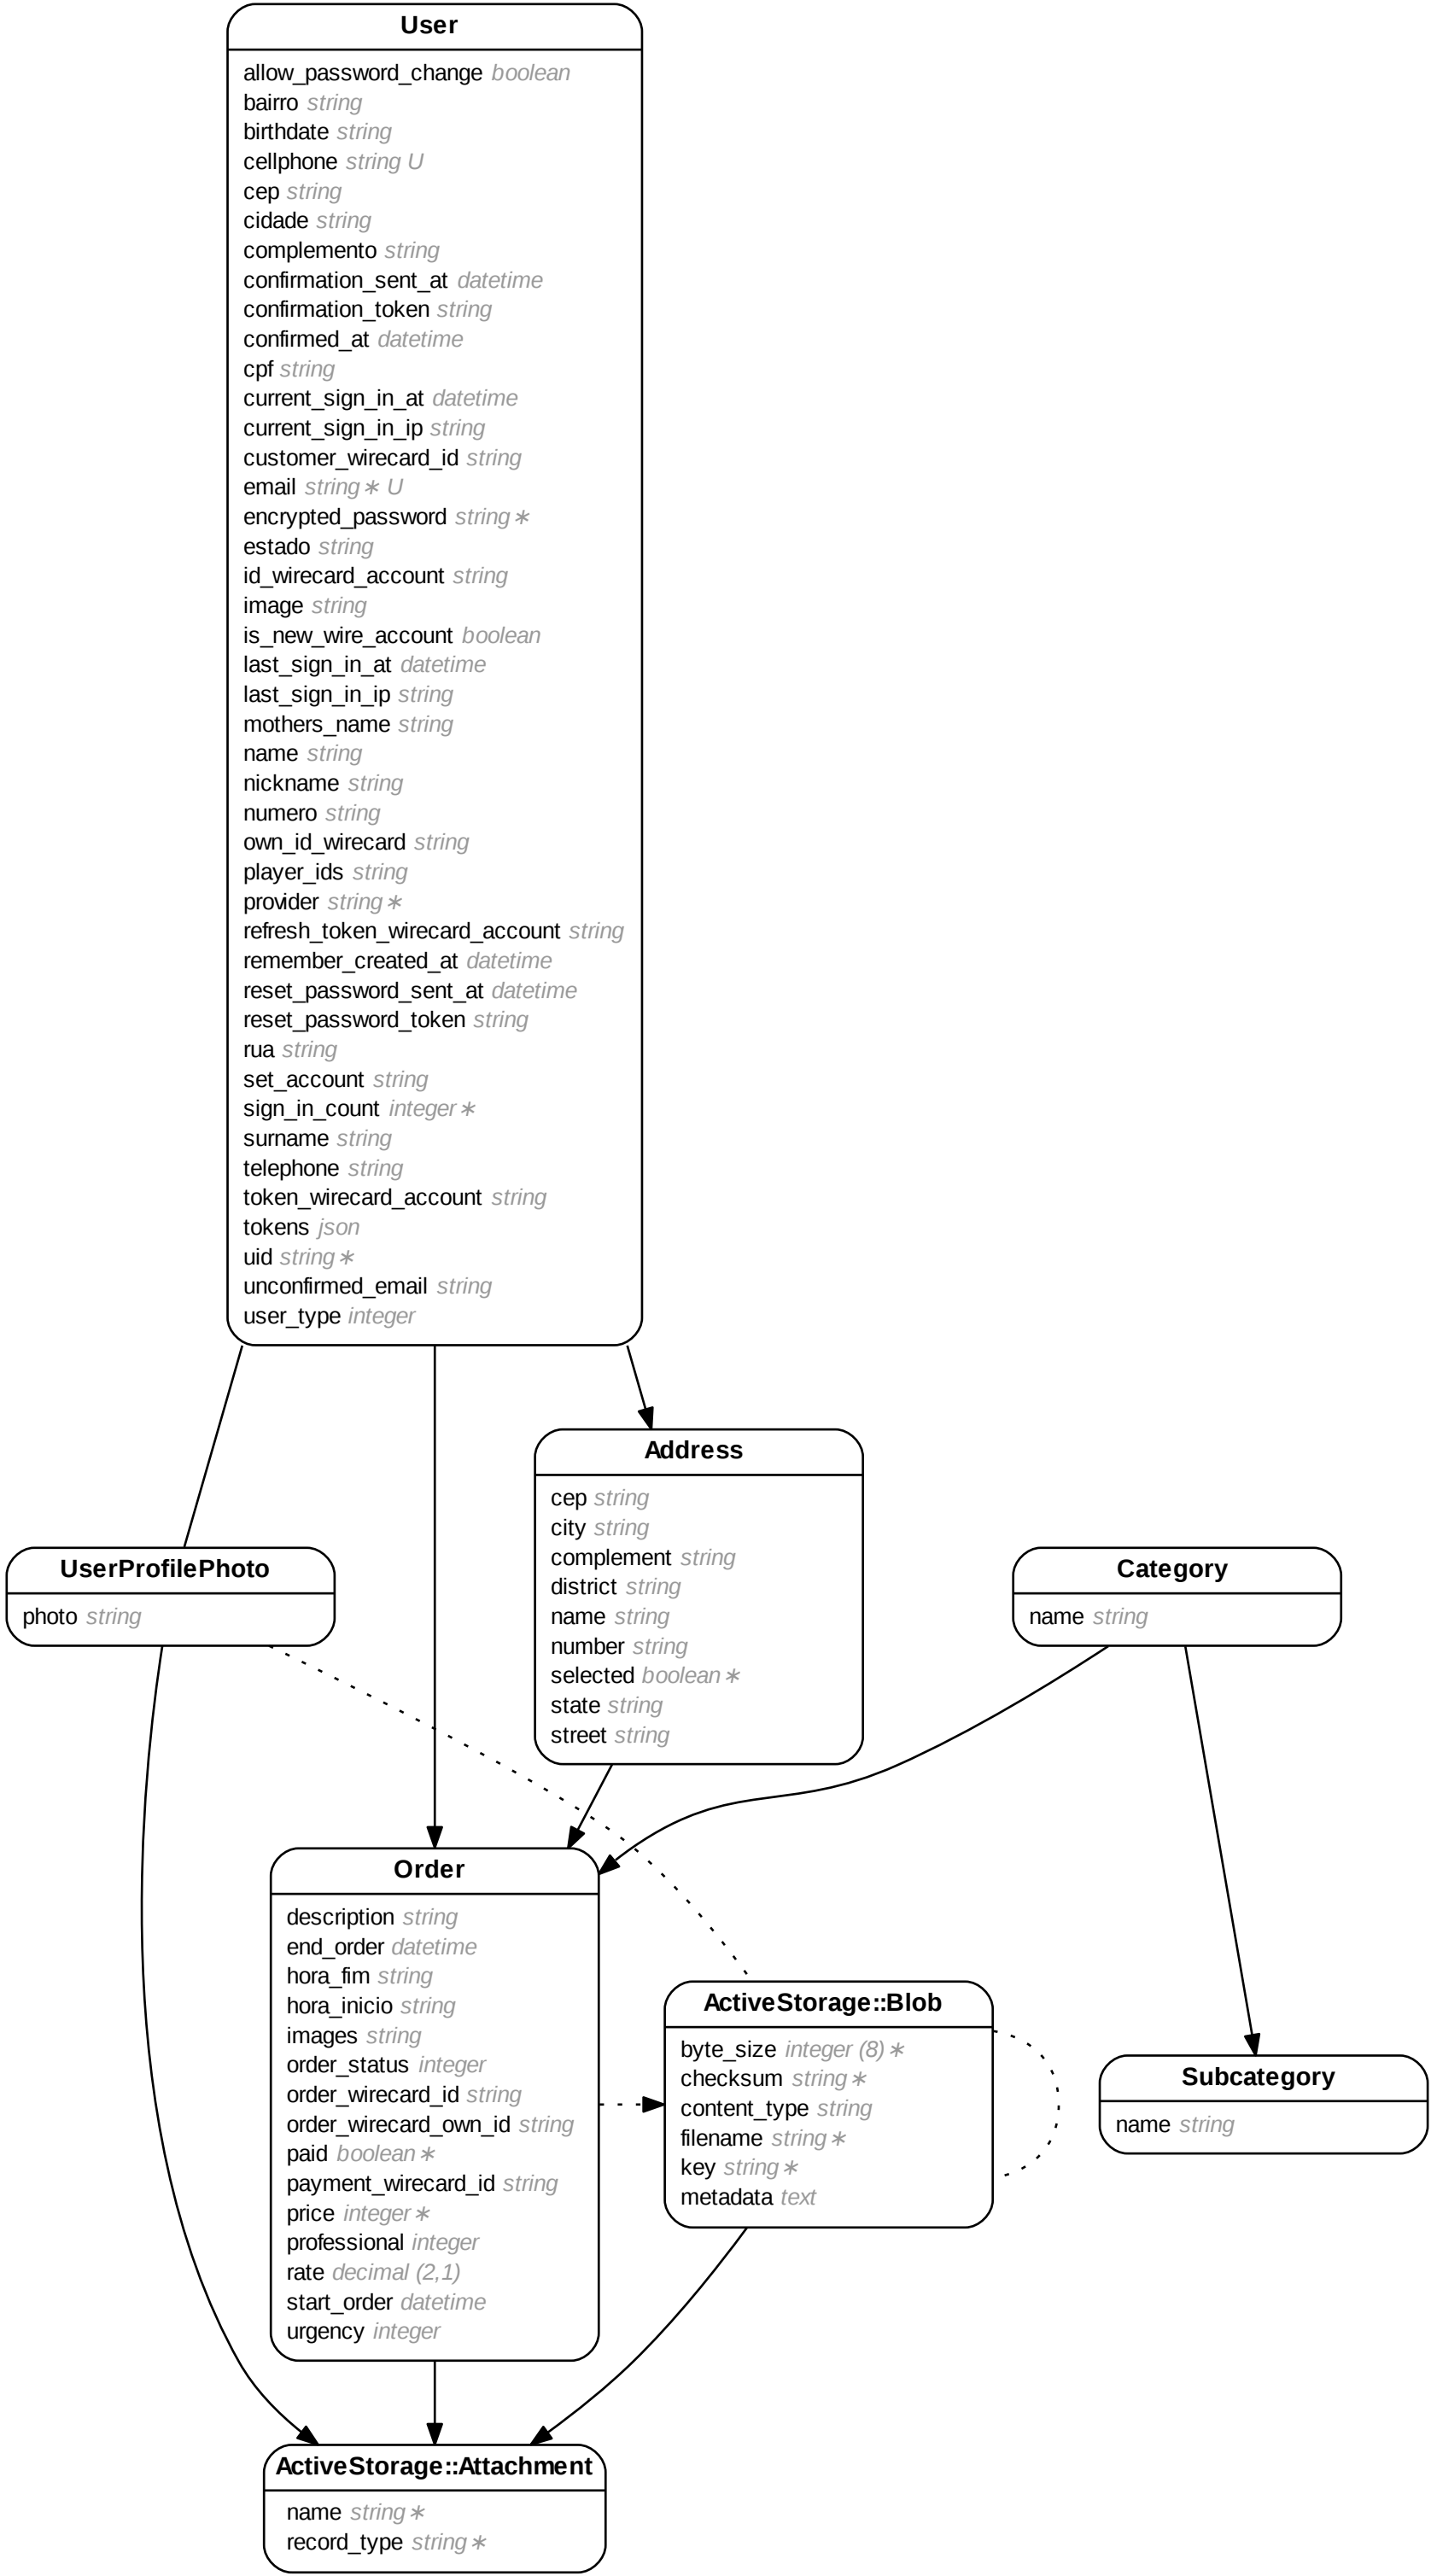 User
allow_password_change boolean
bairro string
birthdate string
cellphone string U
cep string
cidade string
complemento string
confirmation_sent_at datetime
confirmation_token string
confirmed_at datetime
cpf string
current_sign_in_at datetime
current_sign_in_ip string
customer_wirecard_id string
email string∗ U
encrypted_password string∗
estado string
id_wirecard_account string
image string
is_new_wire_account boolean
last_sign_in_at datetime
last_sign_in_ip string
mothers_name string
name string
nickname string
numero string
own_id_wirecard string
player_ids string
provider string∗
refresh_token_wirecard_account string
remember_created_at datetime
reset_password_sent_at datetime
reset_password_token string
rua string
set_account string
sign_in_count integer∗
surname string
telephone string
token_wirecard_account string
tokens json
uid string∗
unconfirmed_email string
user_type integer
Address
cep string
city string
complement string
district string
name string
number string
selected boolean∗
state string
street string
UserProfilePhoto
photo string
Category
name string
Order
description string
end_order datetime
hora_fim string
hora_inicio string
images string
order_status integer
order_wirecard_id string
order_wirecard_own_id string
paid boolean∗
payment_wirecard_id string
price integer∗
professional integer
rate decimal (2,1)
start_order datetime
urgency integer
ActiveStorage::Blob
byte_size integer (8)∗
checksum string∗
content_type string
filename string∗
key string∗
metadata text
Subcategory
name string
ActiveStorage::Attachment
name string∗
record_type string∗